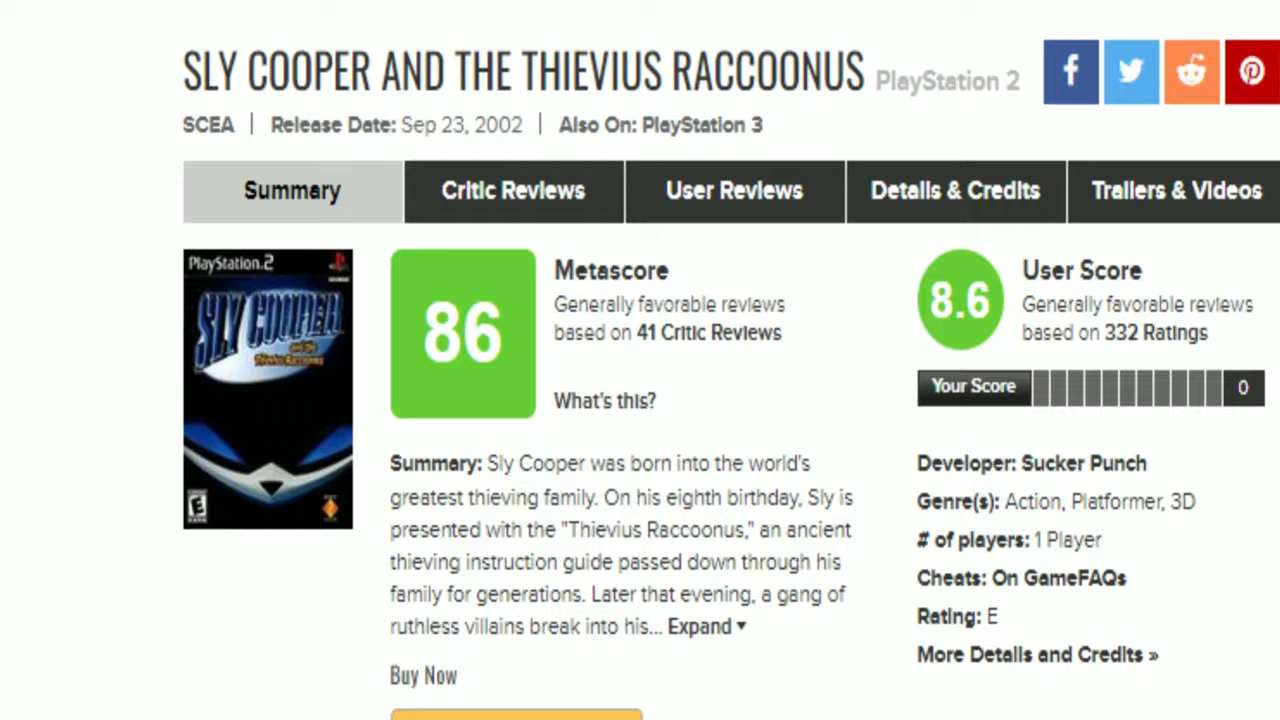 SLY COOPER AND THE THIEVIUS RACCOONUS PlayStation 2
SCEA | Release Date: Sep 23, 2002 | Also On: PlayStation 3
Summary
Critic Reviews
User Reviews
Details & Credits
Trailers & Videos
PlayStation.2
SLY COOPER
and the
Thievius Raccoonus
E
86
Metascore
Generally favorable reviews
based on 41 Critic Reviews
What's this?
8.6
User Score
Generally favorable reviews
based on 332 Ratings
Your Score
0
Summary: Sly Cooper was born into the world's
greatest thieving family. On his eighth birthday, Sly is
presented with the "Thievius Raccoonus," an ancient
thieving instruction guide passed down through his
family for generations. Later that evening, a gang of
ruthless villains break into his... Expand ▼
Buy Now
Developer: Sucker Punch
Genre(s): Action, Platformer, 3D
# of players: 1 Player
Cheats: On GameFAQs
Rating: E
More Details and Credits »